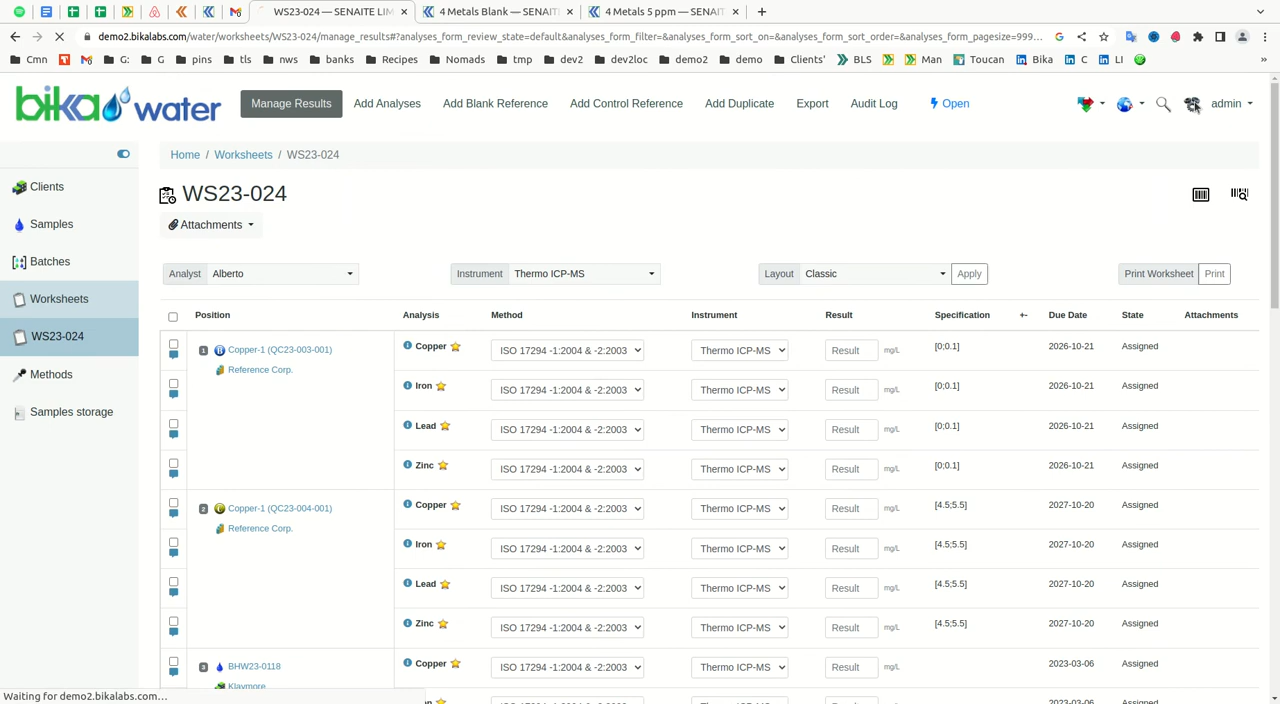 WS23-024 — SENAITE LIM
4 Metals Blank — SENAIT
4 Metals 5 ppm — SENAIT
demo2.bikalabs.com/water/worksheets/WS23-024/manage_results#?analyses_form_review_state=default&analyses_form_filter=&analyses_form_sort_on=&analyses_form_sort_order=&analyses_form_pagesize=999...
Cmn G: G pins tls nws banks Recipes Nomads tmp dev2 dev2loc demo2 demo Clients' BLS Man Toucan Bika C LI »
bika water
Manage Results Add Analyses Add Blank Reference Add Control Reference Add Duplicate Export Audit Log Open admin
Home / Worksheets / WS23-024
Clients
Samples
Batches
Worksheets
WS23-024
Methods
Samples storage
WS23-024
Attachments
Analyst Alberto Instrument Thermo ICP-MS Layout Classic Apply Print Worksheet Print
Position Analysis Method Instrument Result Specification +- Due Date State Attachments
1 B Copper-1 (QC23-003-001) Copper ISO 17294 -1:2004 & -2:2003 Thermo ICP-MS Result mg/L [0;0.1] 2026-10-21 Assigned
Reference Corp.
Iron ISO 17294 -1:2004 & -2:2003 Thermo ICP-MS Result mg/L [0;0.1] 2026-10-21 Assigned
Lead ISO 17294 -1:2004 & -2:2003 Thermo ICP-MS Result mg/L [0;0.1] 2026-10-21 Assigned
Zinc ISO 17294 -1:2004 & -2:2003 Thermo ICP-MS Result mg/L [0;0.1] 2026-10-21 Assigned
2 C Copper-1 (QC23-004-001) Copper ISO 17294 -1:2004 & -2:2003 Thermo ICP-MS Result mg/L [4.5;5.5] 2027-10-20 Assigned
Reference Corp.
Iron ISO 17294 -1:2004 & -2:2003 Thermo ICP-MS Result mg/L [4.5;5.5] 2027-10-20 Assigned
Lead ISO 17294 -1:2004 & -2:2003 Thermo ICP-MS Result mg/L [4.5;5.5] 2027-10-20 Assigned
Zinc ISO 17294 -1:2004 & -2:2003 Thermo ICP-MS Result mg/L [4.5;5.5] 2027-10-20 Assigned
3 BHW23-0118 Copper ISO 17294 -1:2004 & -2:2003 Thermo ICP-MS Result mg/L 2023-03-06 Assigned
Klaymore
Waiting for demo2.bikalabs.com...